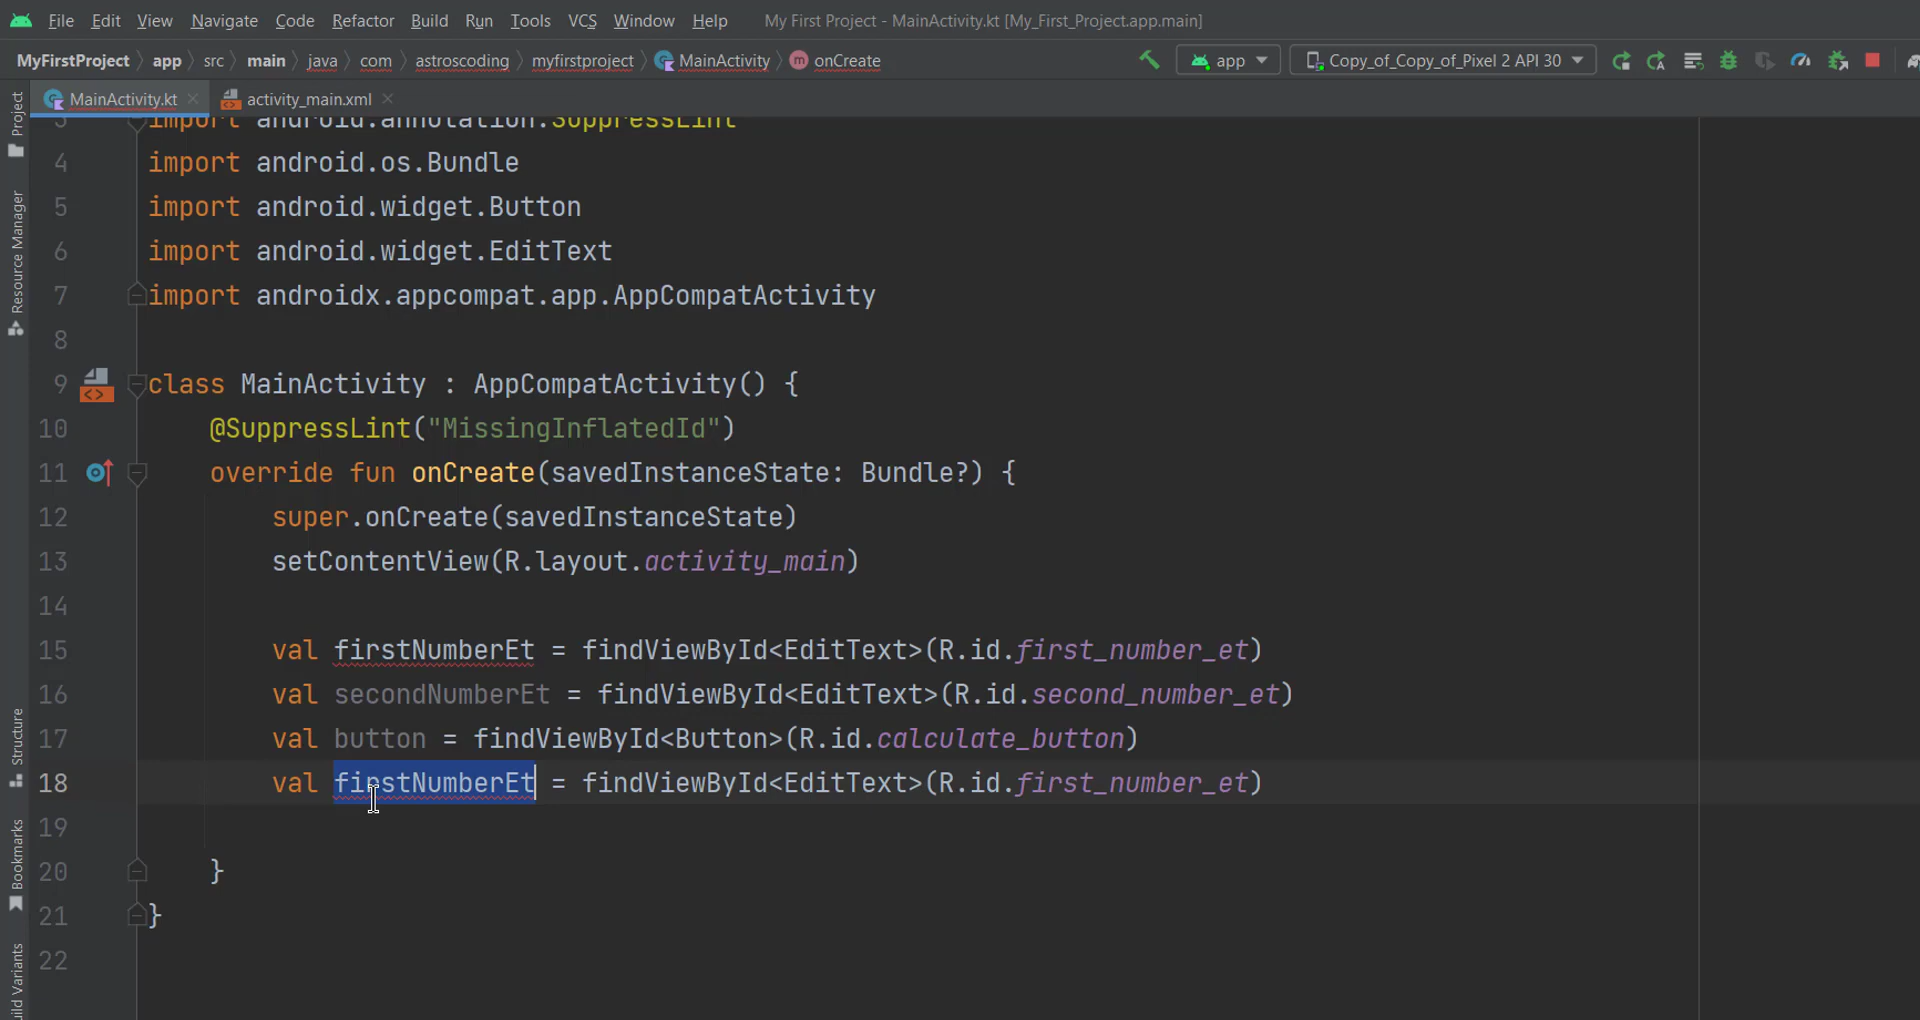 File Edit View Navigate Code Refactor Build Run Tools VCS Window Help My First Project - MainActivity.kt [My_First_Project.app.main]
MyFirstProject app src main java com astroscoding myfirstproject MainActivity onCreate app Copy_of_Copy_of_Pixel 2 API 30
MainActivity.kt activity_main.xml
Project
Resource Manager
Structure
Bookmarks
3 import android.annotation.SuppressLint
4 import android.os.Bundle
5 import android.widget.Button
6 import android.widget.EditText
7 import androidx.appcompat.app.AppCompatActivity
8
9 class MainActivity : AppCompatActivity() {
10 @SuppressLint("MissingInflatedId")
11 override fun onCreate(savedInstanceState: Bundle?) {
12 super.onCreate(savedInstanceState)
13 setContentView(R.layout.activity_main)
14
15 val firstNumberEt = findViewById<EditText>(R.id.first_number_et)
16 val secondNumberEt = findViewById<EditText>(R.id.second_number_et)
17 val button = findViewById<Button>(R.id.calculate_button)
18 val firstNumberEt = findViewById<EditText>(R.id.first_number_et)
19
20 }
21 }
22